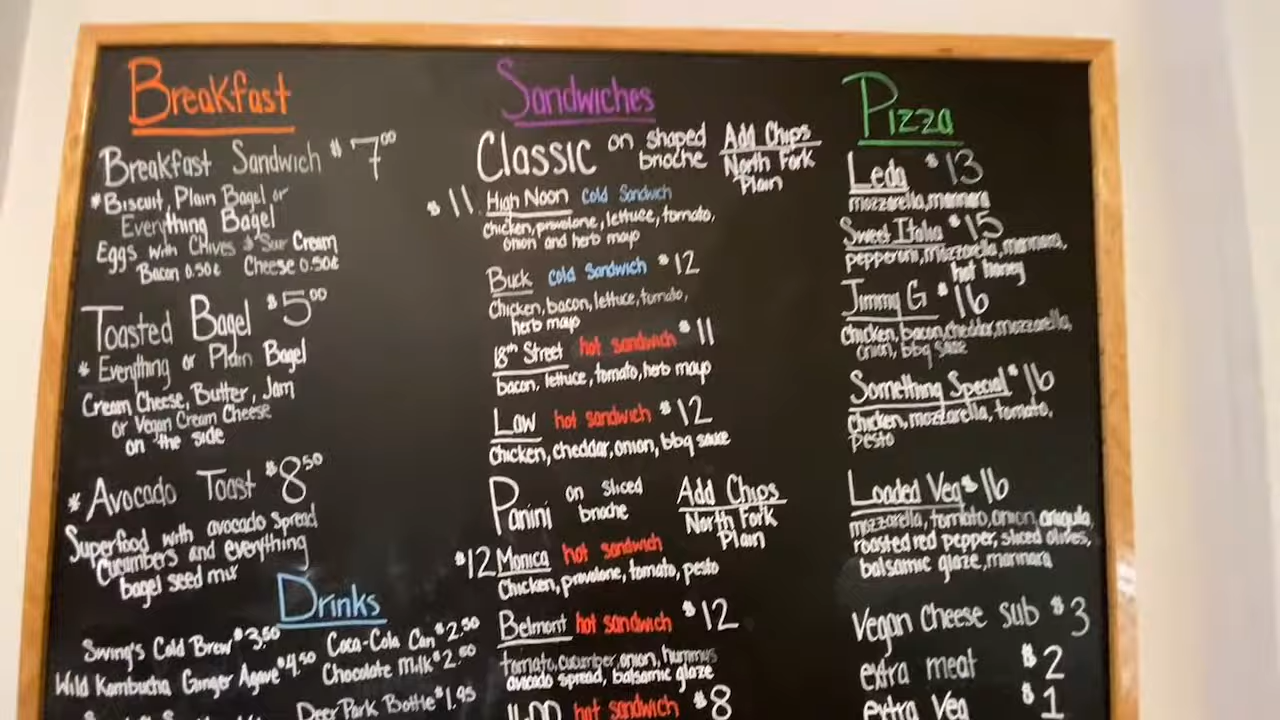 Breakfast
Breakfast Sandwich $7.00
*Biscuit, Plain Bagel or
Everything Bagel
Eggs with Chives & Sour Cream
Bacon 0.50¢ Cheese 0.50¢
Toasted Bagel $5.00
* Everything or Plain Bagel
Cream Cheese, Butter, Jam
or Vegan Cream Cheese
on the side
* Avocado Toast $8.50
Superfood with avocado spread
Cucumbers and everything
bagel seed mix
Drinks
Swing's Cold Brew $3.50 Coca-Cola Can $2.50
Wild Kombucha Ginger Agave $4.50 Chocolate Milk $2.50
Deer Park Bottle $1.95
Sandwiches
Classic on shaped
brioche
Add Chips
North Fork
Plain
$11 High Noon Cold Sandwich
chicken, provolone, lettuce, tomato,
onion and herb mayo
Buck cold sandwich $12
Chicken, bacon, lettuce, tomato,
herb mayo
18th Street hot sandwich $11
bacon, lettuce, tomato, herb mayo
Law hot sandwich $12
Chicken, cheddar, onion, bbq sauce
Panini on sliced
brioche
Add Chips
North Fork
Plain
$12 Monica hot sandwich
Chicken, provolone, tomato, pesto
Belmont hot sandwich $12
tomato, cucumber, onion, hummus
avocado spread, balsamic glaze
hot sandwich $8
Pizza
Leda $13
mozzarella, marinara
Sweet Italia $15
pepperoni, mozzarella, marinara,
hot honey
Jimmy G $16
chicken, bacon, cheddar, mozzarella,
onion, bbq sauce
Something Special $16
chicken, mozzarella, tomato,
pesto
Loaded Veg $16
mozzarella, tomato, onion, arugula,
roasted red pepper, sliced olives,
balsamic glaze, marinara
Vegan Cheese sub $3
extra meat $2
extra Veg $1